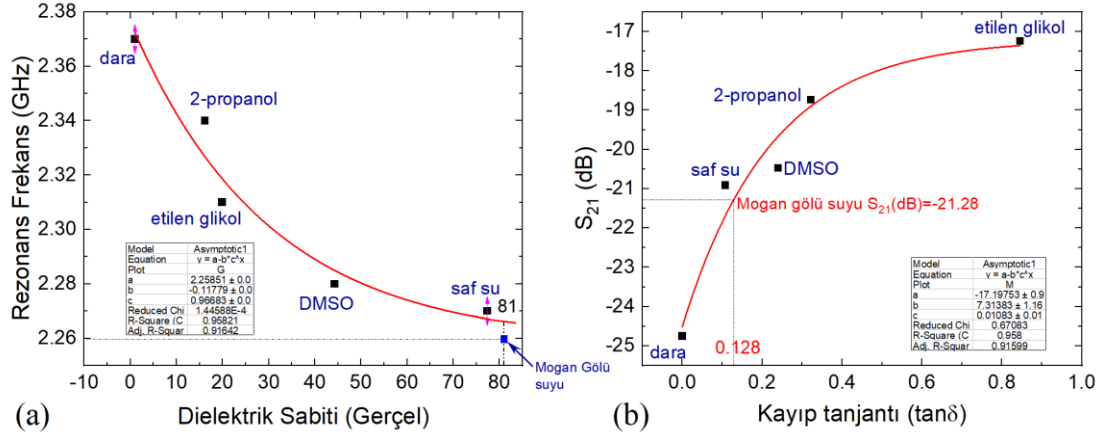 2.37
2.36
2.34
2.32
2.30
2.28
2.26
Rezonans Frekans (GHz)
dara
2-propanol
etilen glikol
DMSO
saf su
81
Mogan Gölü
suyu
Model Asymptotic1
Equation y = a-b*c^x
Plot G
a 2.25851 ± 0.0
b -0.11779 ± 0.0
c 0.96683 ± 0.0
Reduced Chi 1.44588E-4
R-Square (C 0.95821
Adj. R-Squar 0.91642
-10 0 10 20 30 40 50 60 70 80
(a)
Dielektrik Sabiti (Gerçel)
-17
-18
-19
-20
-21
-22
-23
-24
-25
S21 (dB)
etilen glikol
2-propanol
saf su
DMSO
Mogan gölü suyu S21(dB)=-21.28
dara
0.128
Model Asymptotic1
Equation y = a-b*c^x
Plot M
a -17.19753 ± 0.9
b 7.31383 ± 1.16
c 0.01083 ± 0.01
Reduced Chi 0.67083
R-Square (C 0.958
Adj. R-Squar 0.91599
0.0 0.2 0.4 0.6 0.8 1.0
(b)
Kayıp tanjantı (tanδ)